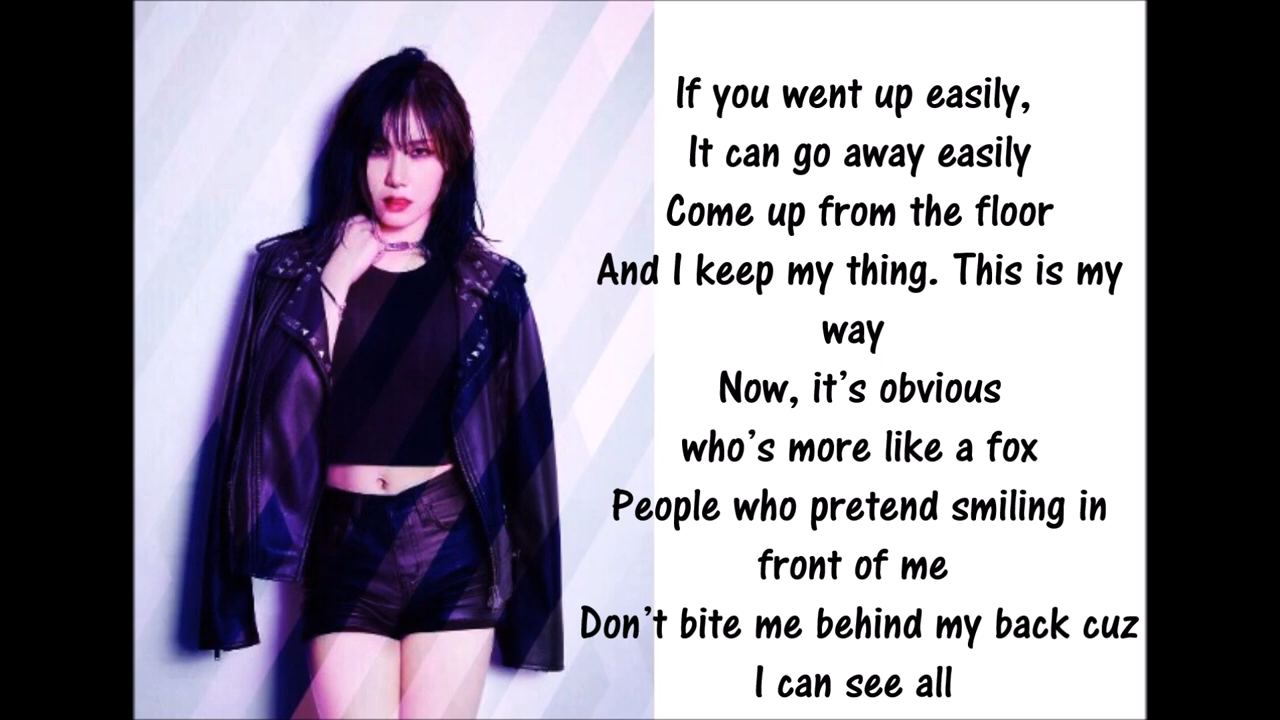 If you went up easily,
It can go away easily
Come up from the floor
And I keep my thing. This is my
way
Now, it's obvious
who's more like a fox
People who pretend smiling in
front of me
Don't bite me behind my back cuz
I can see all